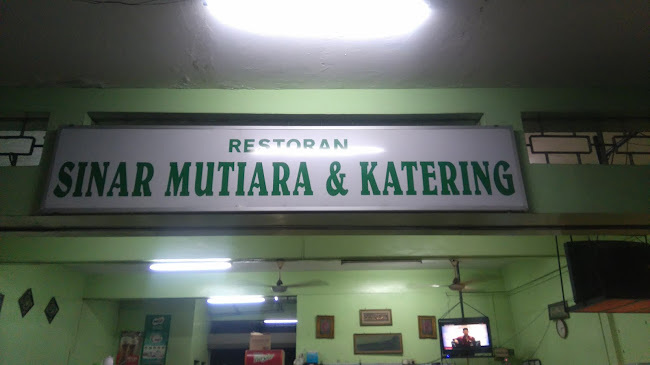 RESTORAN
SINAR MUTIARA & KATERING